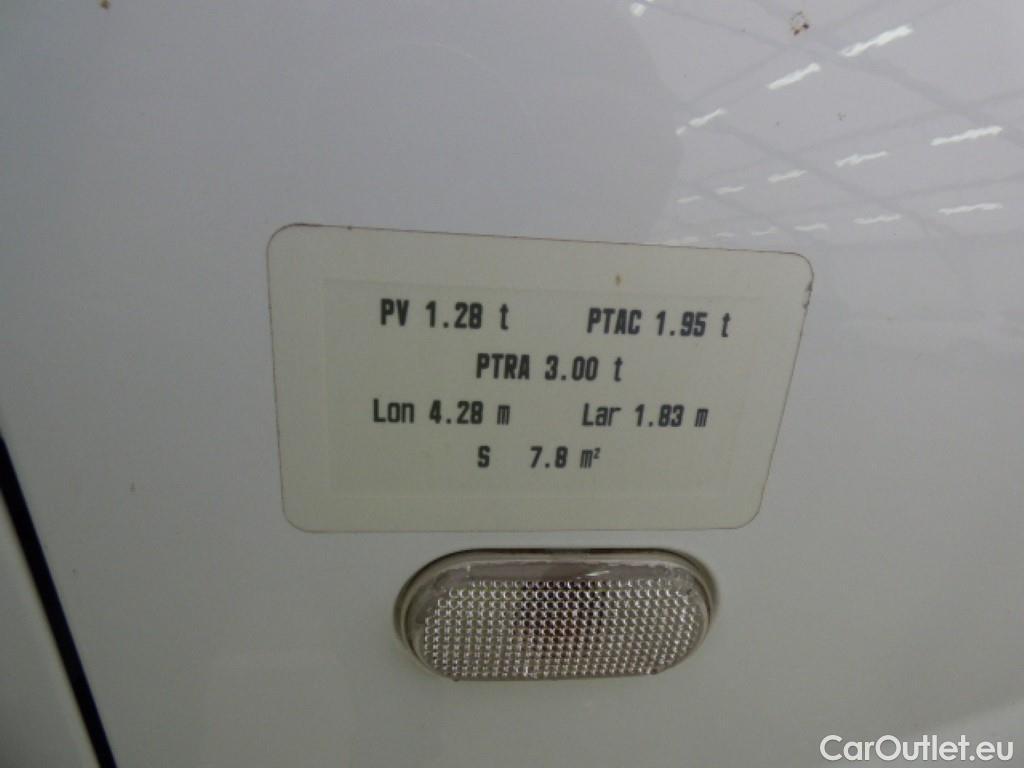 PV 1.28 t PTAC 1.95 t
PTRA 3.00 t
Lon 4.28 m Lar 1.83 m
S 7.8 m²
CarOutlet.eu